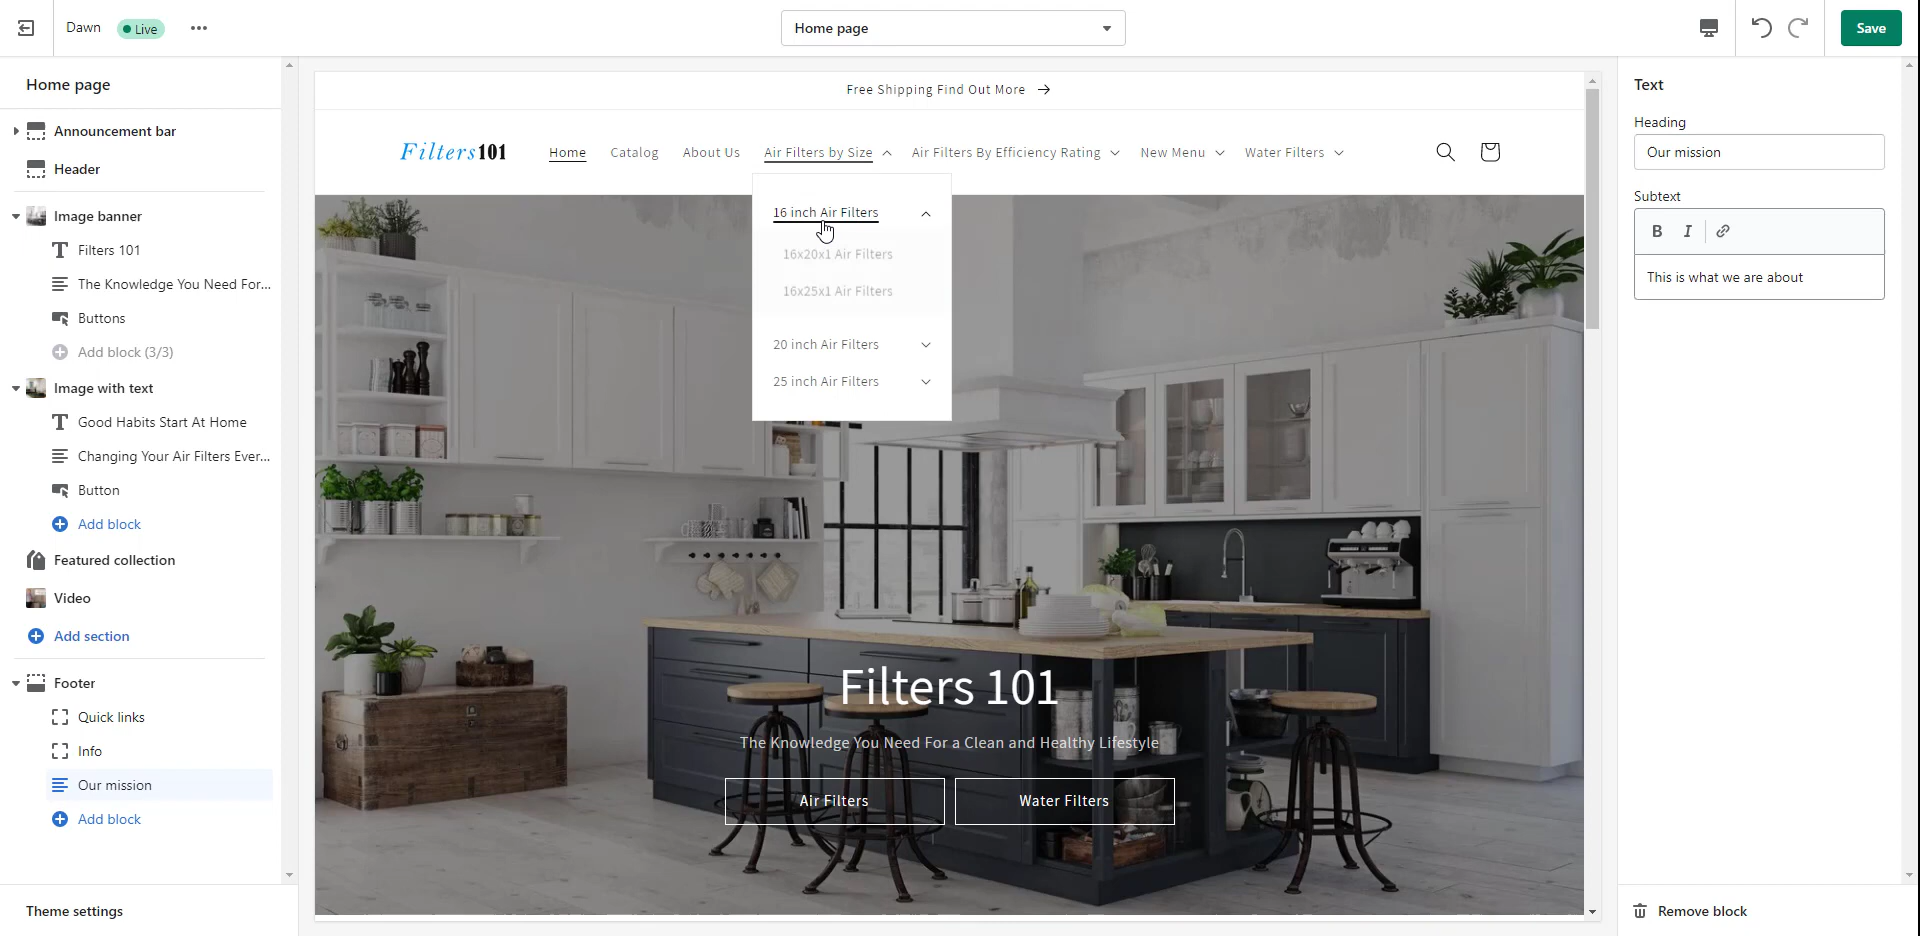 Dawn
Live
Home page
Save
Home page
Announcement bar
Header
Image banner
Filters 101
The Knowledge You Need For...
Buttons
Add block (3/3)
Image with text
Good Habits Start At Home
Changing Your Air Filters Ever...
Button
Add block
Featured collection
Video
Add section
Footer
Quick links
Info
Our mission
Add block
Theme settings
Free Shipping Find Out More
Filters101
Home Catalog About Us Air Filters by Size Air Filters By Efficiency Rating New Menu Water Filters
16 inch Air Filters
16x20x1 Air Filters
16x25x1 Air Filters
20 inch Air Filters
25 inch Air Filters
Filters 101
The Knowledge You Need For a Clean and Healthy Lifestyle
Air Filters Water Filters
Text
Heading
Our mission
Subtext
B I
This is what we are about
Remove block